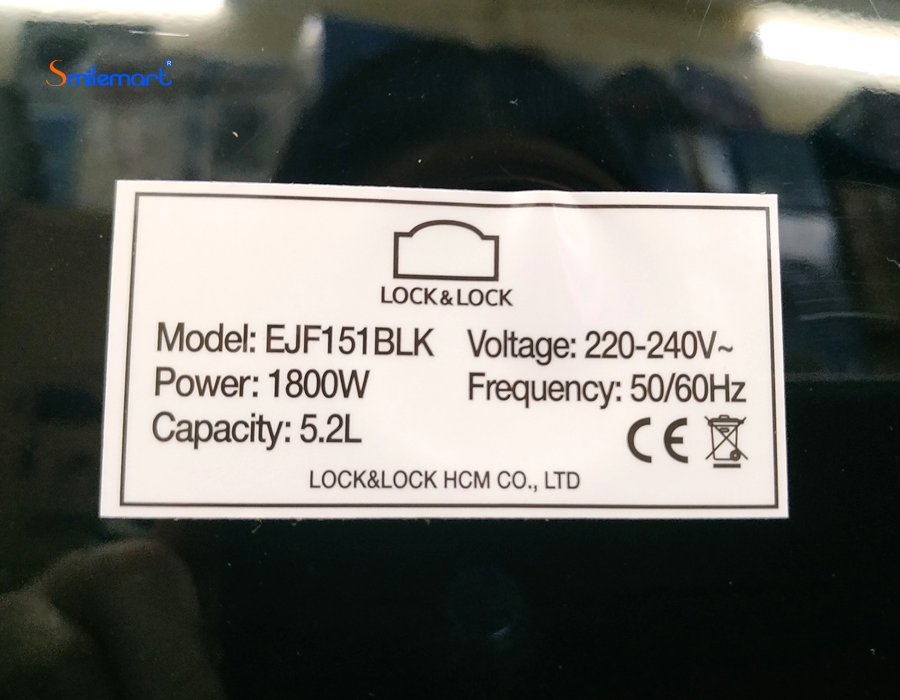 Smilemart®
LOCK&LOCK
Model: EJF151BLK Voltage: 220-240V~
Power: 1800W Frequency: 50/60Hz
Capacity: 5.2L CE
LOCK&LOCK HCM CO., LTD